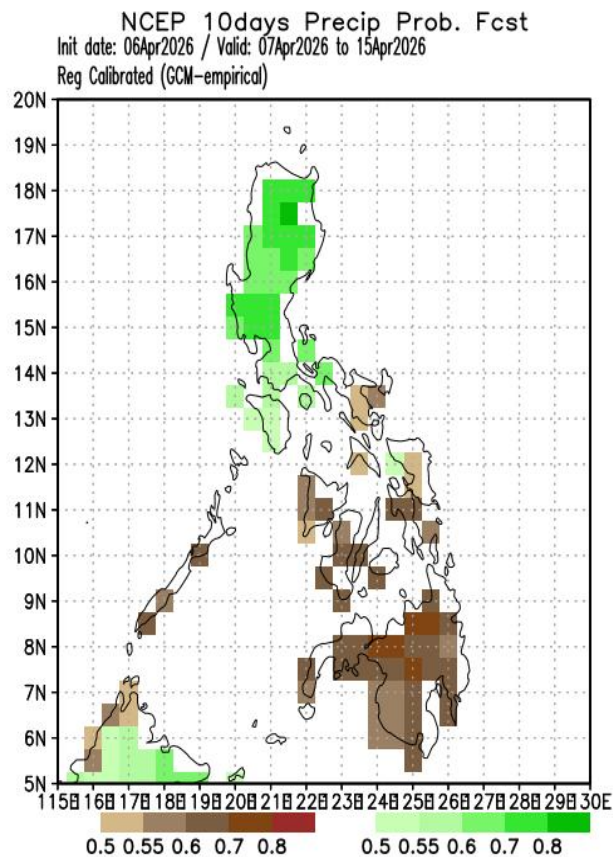 NCEP 10days Precip Prob. Fcst
Init date: 06Apr2026 / Valid: 07Apr2026 to 15Apr2026
Reg Calibrated (GCM-empirical)
20N
19N
18N
17N
16N
15N
14N
13N
12N
11N
10N
9N
8N
7N
6N
5N
115E 116E 117E 118E 119E 120E 121E 122E 123E 124E 125E 126E 127E 128E 129E 130E
0.5 0.55 0.6 0.7 0.8 0.5 0.55 0.6 0.7 0.8